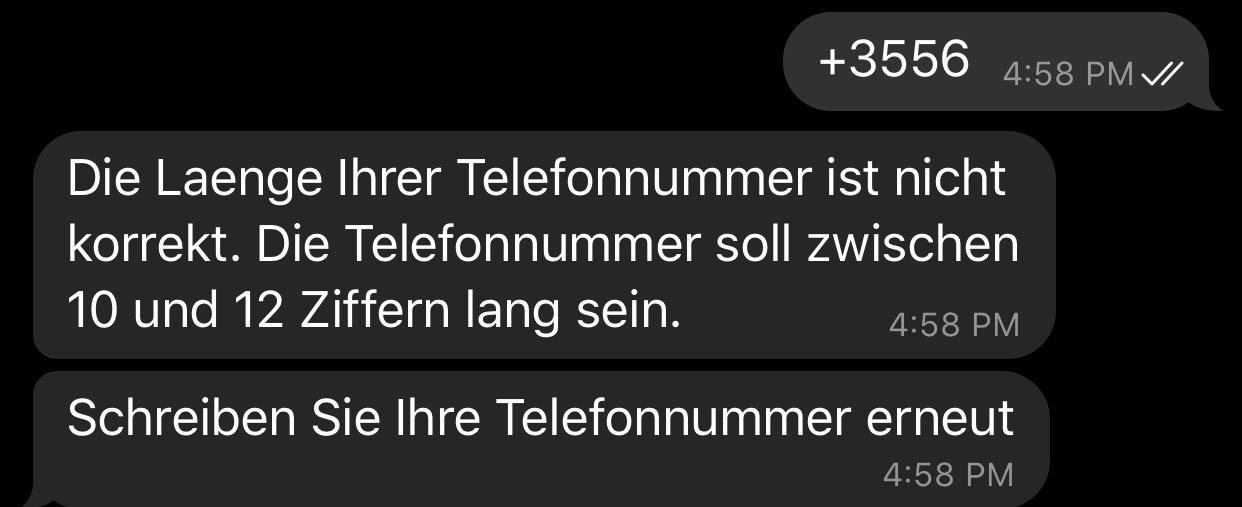 +3556 4:58 PM
Die Laenge Ihrer Telefonnummer ist nicht
korrekt. Die Telefonnummer soll zwischen
10 und 12 Ziffern lang sein. 4:58 PM
Schreiben Sie Ihre Telefonnummer erneut
4:58 PM